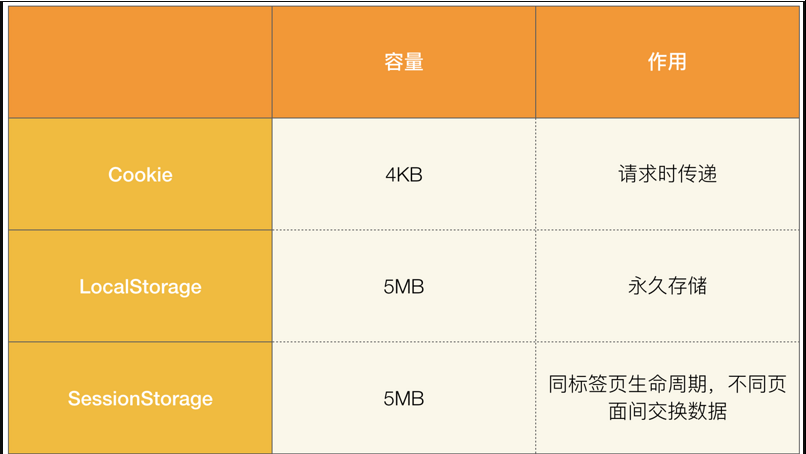 容量
作用
Cookie
4KB
请求时传递
LocalStorage
5MB
永久存储
SessionStorage
5MB
同标签页生命周期，不同页
面间交换数据